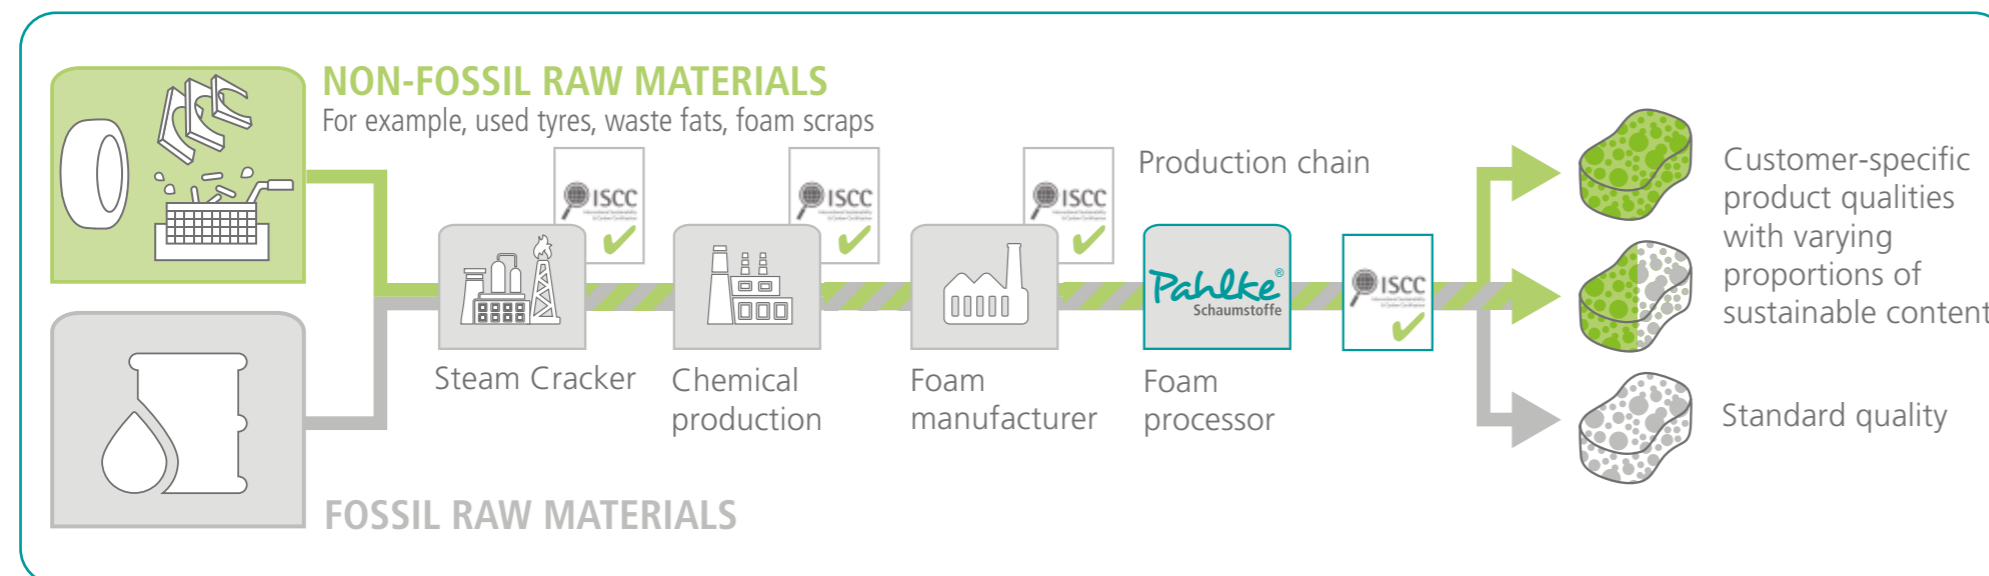 NON-FOSSIL RAW MATERIALS
For example, used tyres, waste fats, foam scraps
ISCC
ISCC
ISCC
Production chain
Pahlke®
Schaumstoffe
ISCC
Steam Cracker
Chemical
production
Foam
manufacturer
Foam
processor
Customer-specific
product qualities
with varying
proportions of
sustainable content
Standard quality
FOSSIL RAW MATERIALS